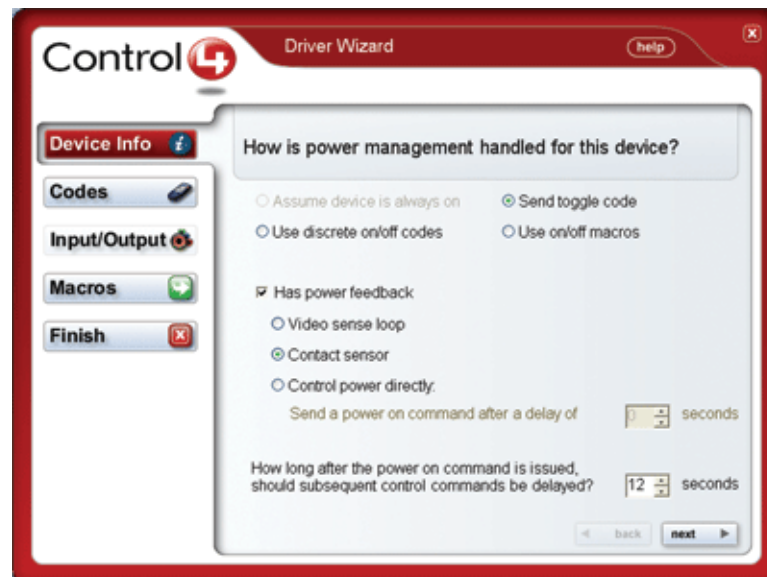 Control4
Driver Wizard
help
x
Device Info
Codes
Input/Output
Macros
Finish
How is power management handled for this device?
Assume device is always on
Send toggle code
Use discrete on/off codes
Use on/off macros
Has power feedback
Video sense loop
Contact sensor
Control power directly:
Send a power on command after a delay of 0 seconds
How long after the power on command is issued,
should subsequent control commands be delayed? 12 seconds
back
next